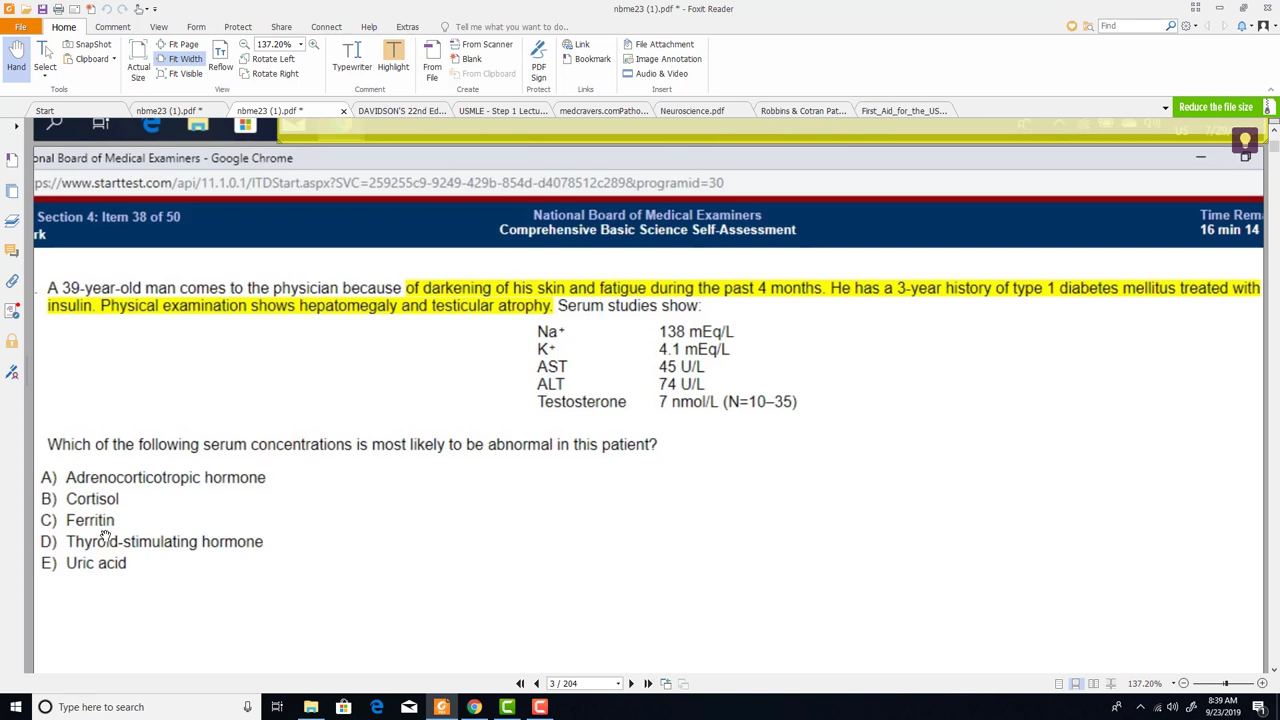 nbme23 (1).pdf * - Foxit Reader
File Home Comment View Form Protect Share Connect Help Extras Tell me what you want to do... Find
Hand
Select
SnapShot
Clipboard
Tools
Actual Size
Fit Page
Fit Width
Fit Visible
Reflow
137.20%
Rotate Left
Rotate Right
View
Typewriter
Highlight
Comment
From File
From Scanner
Blank
From Clipboard
Create
PDF Sign
Protect
Link
Bookmark
Links
File Attachment
Image Annotation
Audio & Video
Insert
Start nbme23 (1).pdf * nbme23 (1).pdf * DAVIDSON'S 22nd Ed... USMLE - Step 1 Lectu... medcravers.comPatho... Neuroscience.pdf Robbins & Cotran Pat... First_Aid_for_the_US... Reduce the file size
US
onal Board of Medical Examiners - Google Chrome
ps://www.starttest.com/api/11.1.0.1/ITDStart.aspx?SVC=259255c9-9249-429b-854d-d4078512c289&programid=30
Section 4: Item 38 of 50 National Board of Medical Examiners Time Rema
rk Comprehensive Basic Science Self-Assessment 16 min 14
. A 39-year-old man comes to the physician because of darkening of his skin and fatigue during the past 4 months. He has a 3-year history of type 1 diabetes mellitus treated with
insulin. Physical examination shows hepatomegaly and testicular atrophy. Serum studies show:
Na+ 138 mEq/L
K+ 4.1 mEq/L
AST 45 U/L
ALT 74 U/L
Testosterone 7 nmol/L (N=10–35)
Which of the following serum concentrations is most likely to be abnormal in this patient?
A) Adrenocorticotropic hormone
B) Cortisol
C) Ferritin
D) Thyroid-stimulating hormone
E) Uric acid
3 / 204 137.20%
Type here to search
8:39 AM
9/23/2019